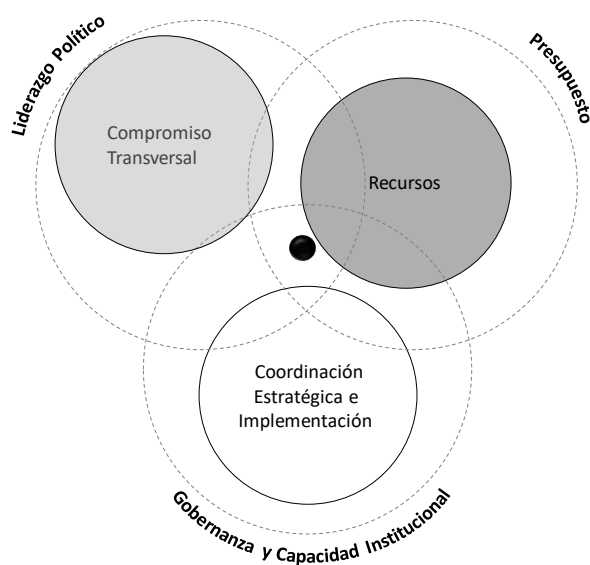 Liderazgo Político
Presupuesto
Compromiso
Transversal
Recursos
Coordinación
Estratégica e
Implementación
Gobernanza y Capacidad Institucional